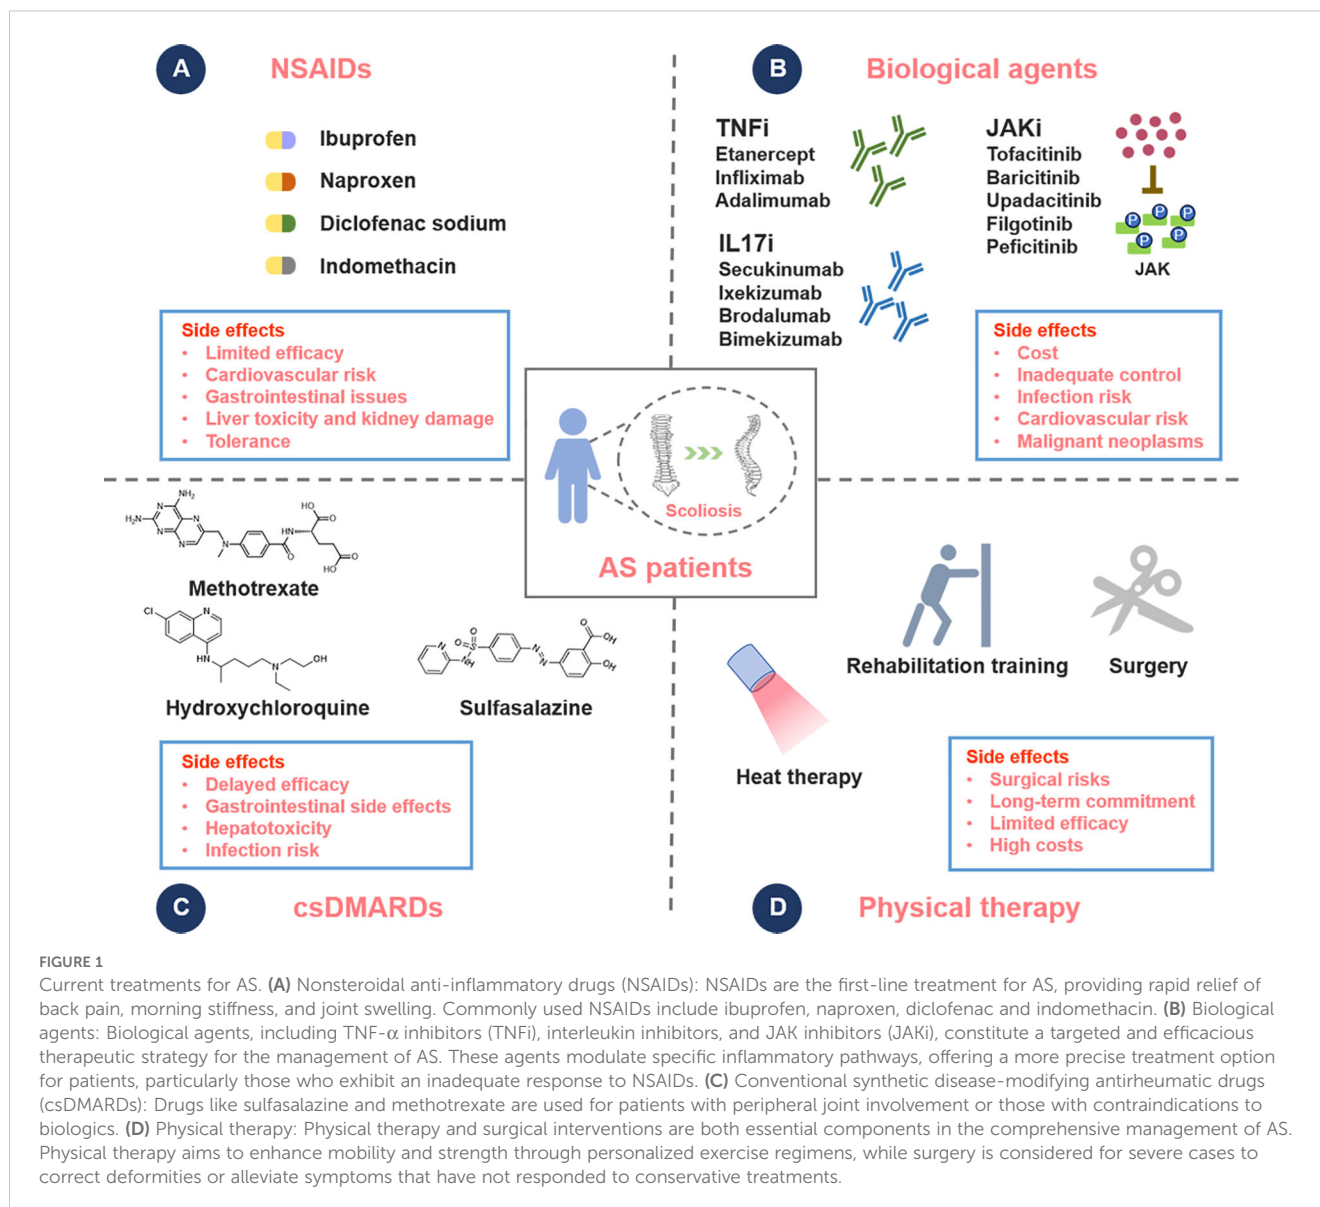 A
NSAIDs
Ibuprofen
Naproxen
Diclofenac sodium
Indomethacin
Side effects
• Limited efficacy
• Cardiovascular risk
• Gastrointestinal issues
• Liver toxicity and kidney damage
• Tolerance
B
Biological agents
TNFi
Etanercept
Infliximab
Adalimumab
IL17i
Secukinumab
Ixekizumab
Brodalumab
Bimekizumab
JAKi
Tofacitinib
Baricitinib
Upadacitinib
Filgotinib
Peficitinib
P
P
P
P
P
JAK
Side effects
• Cost
• Inadequate control
• Infection risk
• Cardiovascular risk
• Malignant neoplasms
Scoliosis
AS patients
NH₂
H₂N
N
N
N
N
N
HN
O
HO
O
O
HO
Methotrexate
Cl
N
HN
N
OH
Hydroxychloroquine
N
NH
O
O
S
N
N
O
OH
OH
Sulfasalazine
Side effects
• Delayed efficacy
• Gastrointestinal side effects
• Hepatotoxicity
• Infection risk
C
csDMARDs
Rehabilitation training
Surgery
Heat therapy
Side effects
• Surgical risks
• Long-term commitment
• Limited efficacy
• High costs
D
Physical therapy
FIGURE 1
Current treatments for AS. (A) Nonsteroidal anti-inflammatory drugs (NSAIDs): NSAIDs are the first-line treatment for AS, providing rapid relief of
back pain, morning stiffness, and joint swelling. Commonly used NSAIDs include ibuprofen, naproxen, diclofenac and indomethacin. (B) Biological
agents: Biological agents, including TNF-α inhibitors (TNFi), interleukin inhibitors, and JAK inhibitors (JAKi), constitute a targeted and efficacious
therapeutic strategy for the management of AS. These agents modulate specific inflammatory pathways, offering a more precise treatment option
for patients, particularly those who exhibit an inadequate response to NSAIDs. (C) Conventional synthetic disease-modifying antirheumatic drugs
(csDMARDs): Drugs like sulfasalazine and methotrexate are used for patients with peripheral joint involvement or those with contraindications to
biologics. (D) Physical therapy: Physical therapy and surgical interventions are both essential components in the comprehensive management of AS.
Physical therapy aims to enhance mobility and strength through personalized exercise regimens, while surgery is considered for severe cases to
correct deformities or alleviate symptoms that have not responded to conservative treatments.